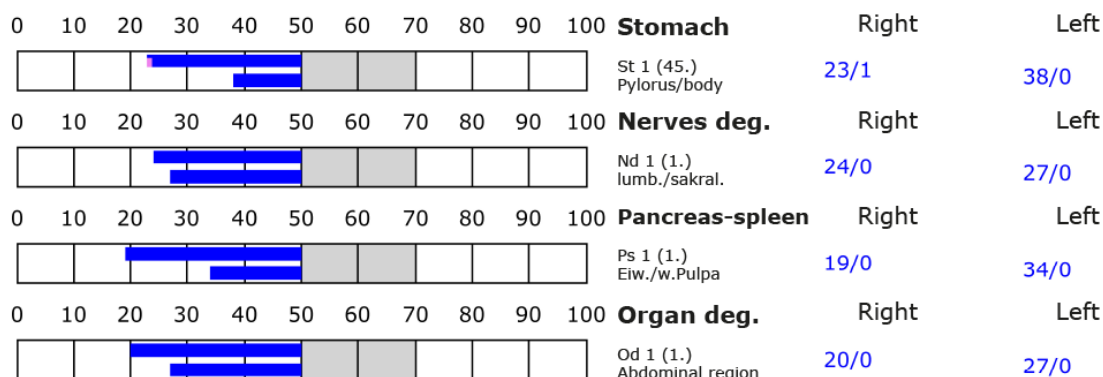 0 10 20 30 40 50 60 70 80 90 100 Stomach Right Left
St 1 (45.) 23/1 38/0
Pylorus/body
0 10 20 30 40 50 60 70 80 90 100 Nerves deg. Right Left
Nd 1 (1.) 24/0 27/0
lumb./sakral.
0 10 20 30 40 50 60 70 80 90 100 Pancreas-spleen Right Left
Ps 1 (1.) 19/0 34/0
Eiw./w.Pulpa
0 10 20 30 40 50 60 70 80 90 100 Organ deg. Right Left
Od 1 (1.) 20/0 27/0
Abdominal region